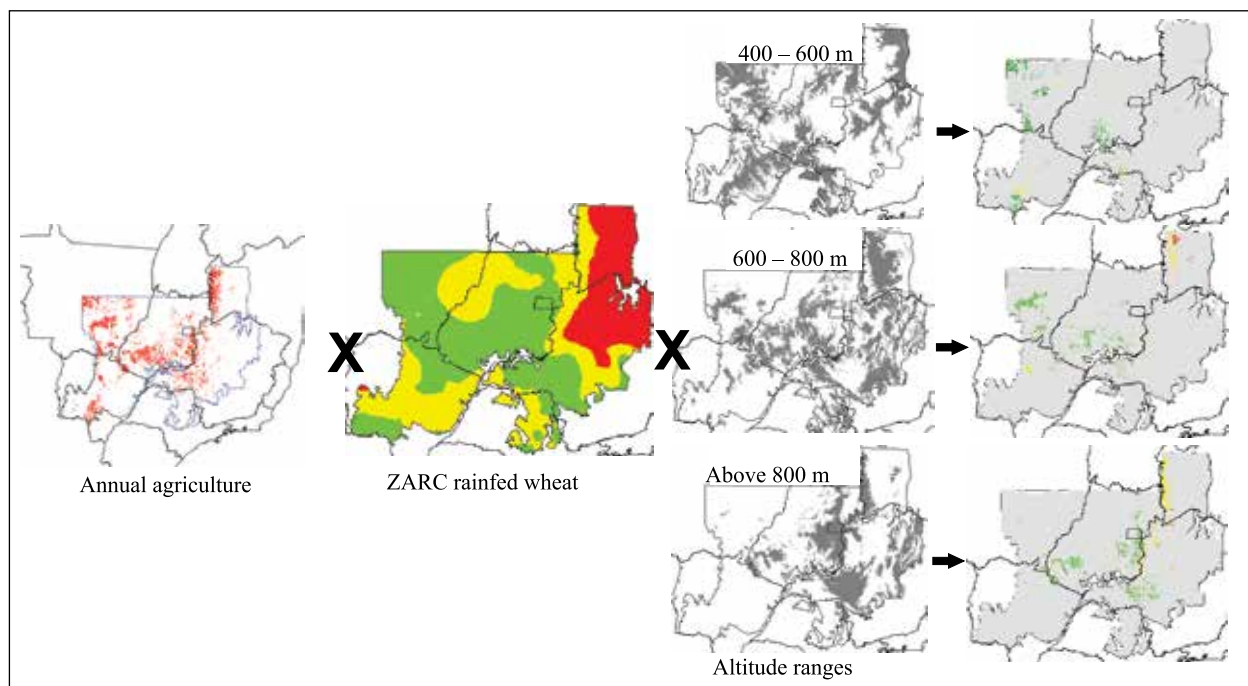 400 – 600 m
600 – 800 m
X
X
Annual agriculture
ZARC rainfed wheat
Above 800 m
Altitude ranges